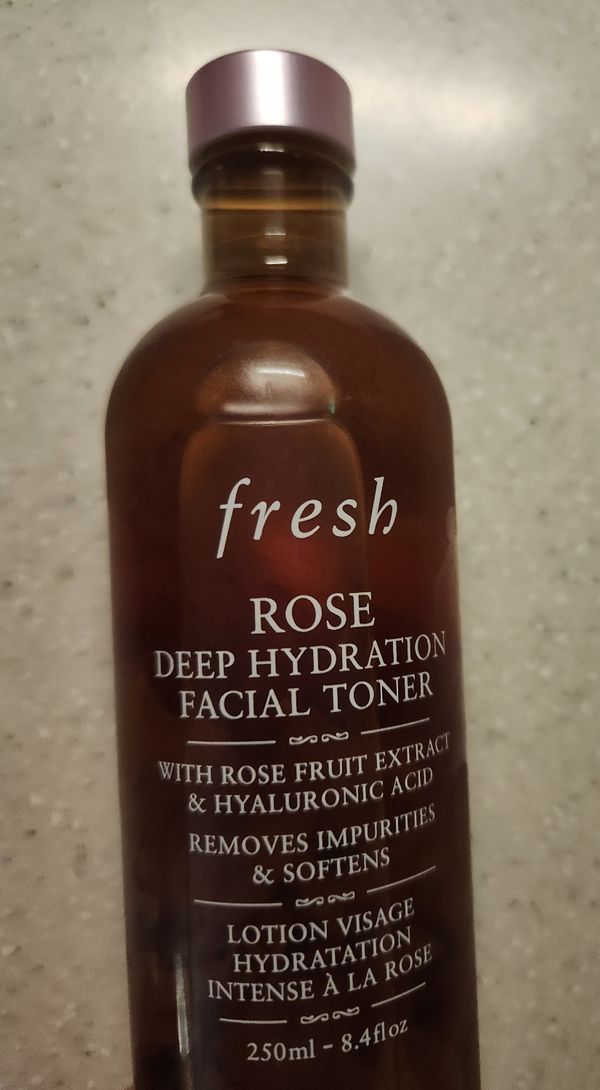 fresh
ROSE
DEEP HYDRATION
FACIAL TONER
WITH ROSE FRUIT EXTRACT
& HYALURONIC ACID
REMOVES IMPURITIES
& SOFTENS
LOTION VISAGE
HYDRATATION
INTENSE À LA ROSE
250ml - 8.4fl oz